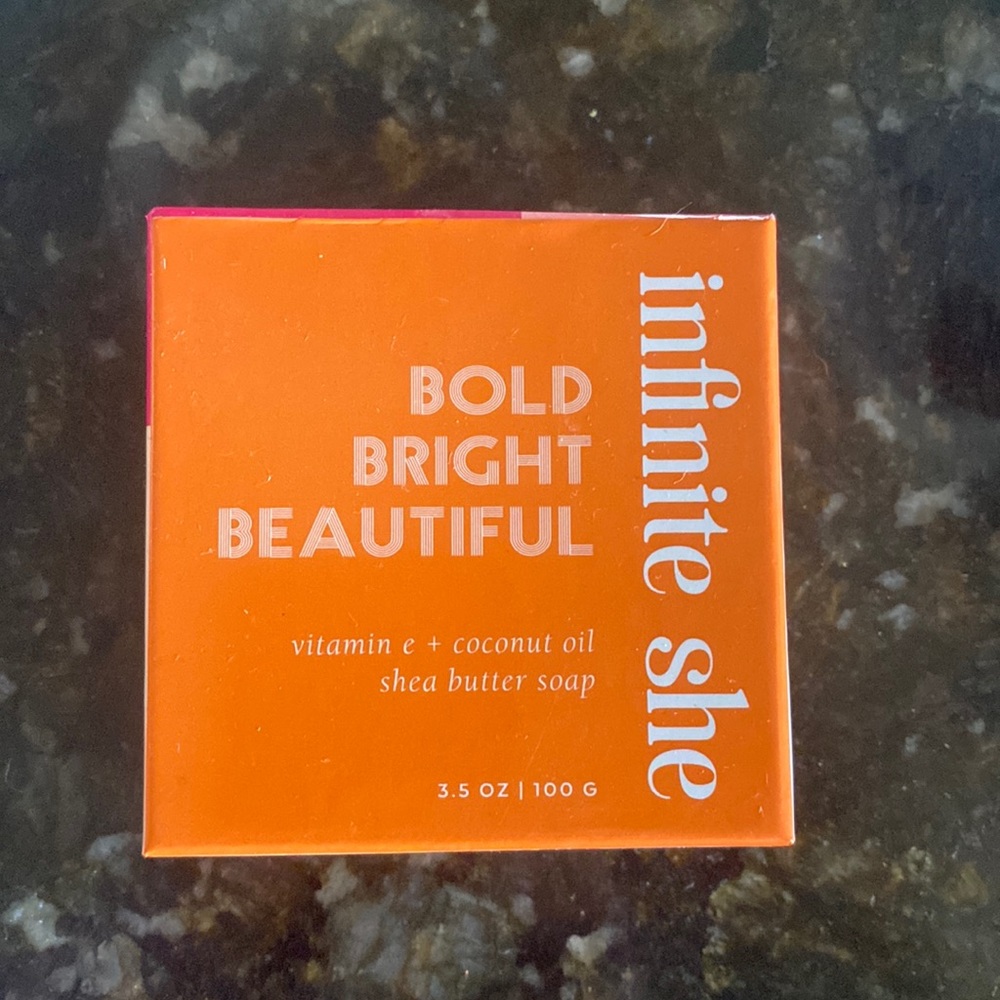 BOLD
BRIGHT
BEAUTIFUL
vitamin e + coconut oil
shea butter soap
3.5 OZ | 100 G
infinite she